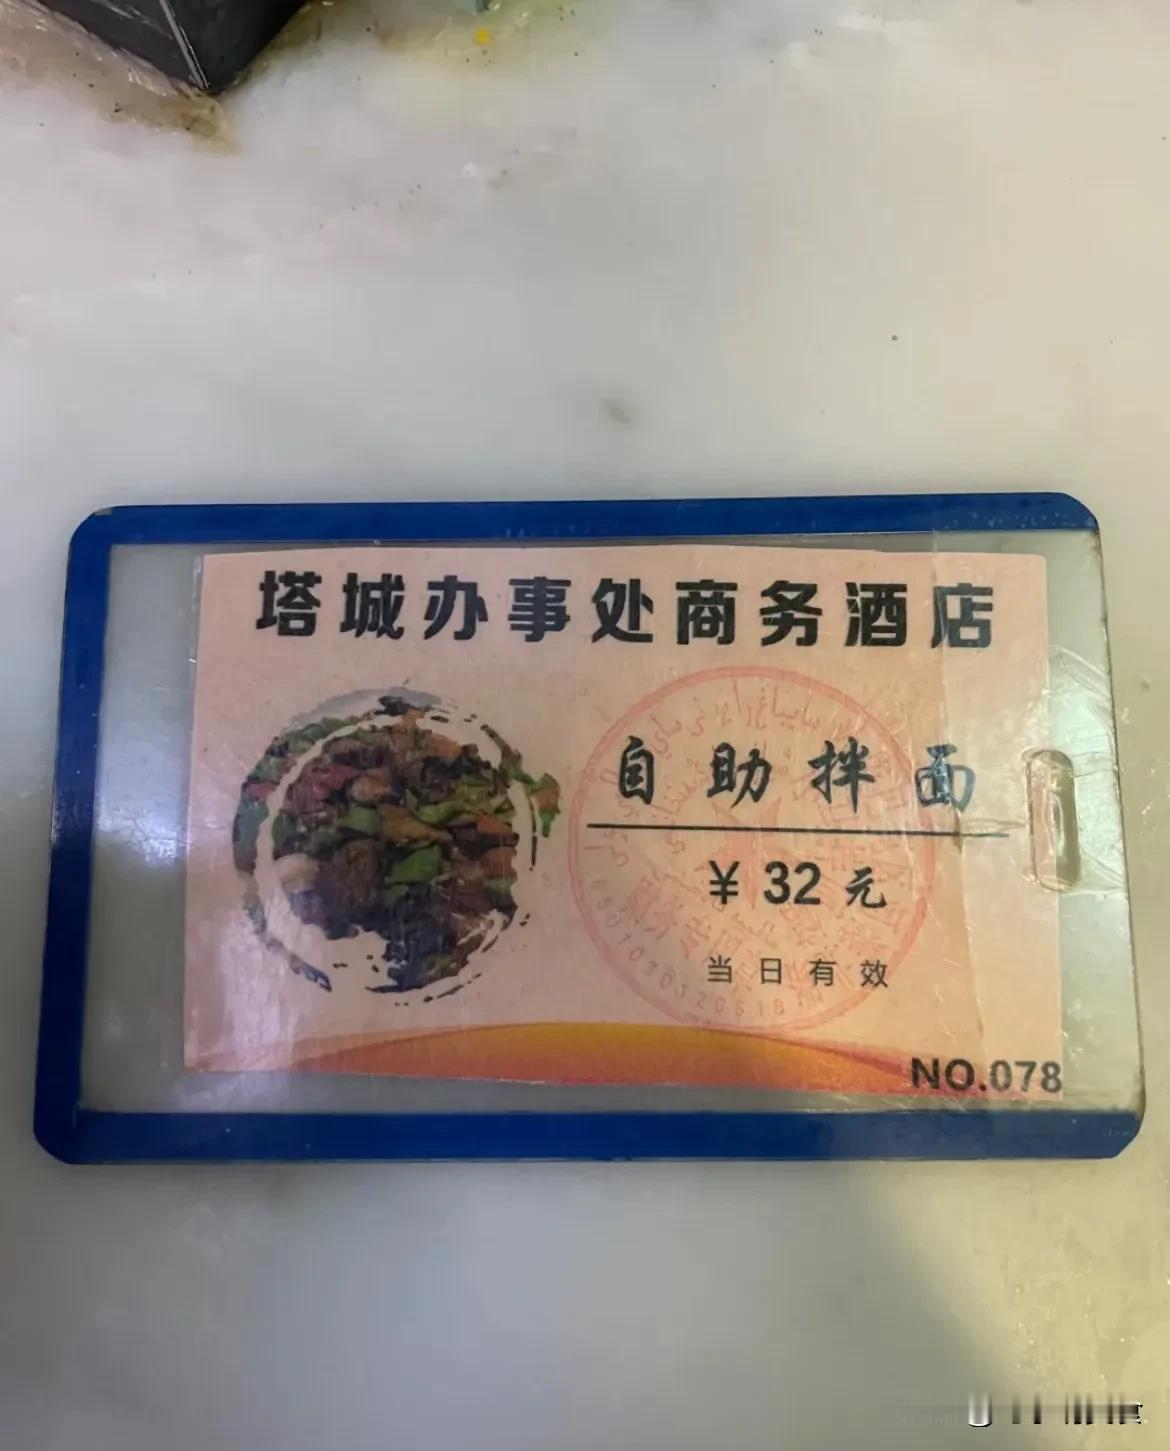 塔城办事处商务酒店
自助拌面
¥ 32 元
当日有效
NO.078